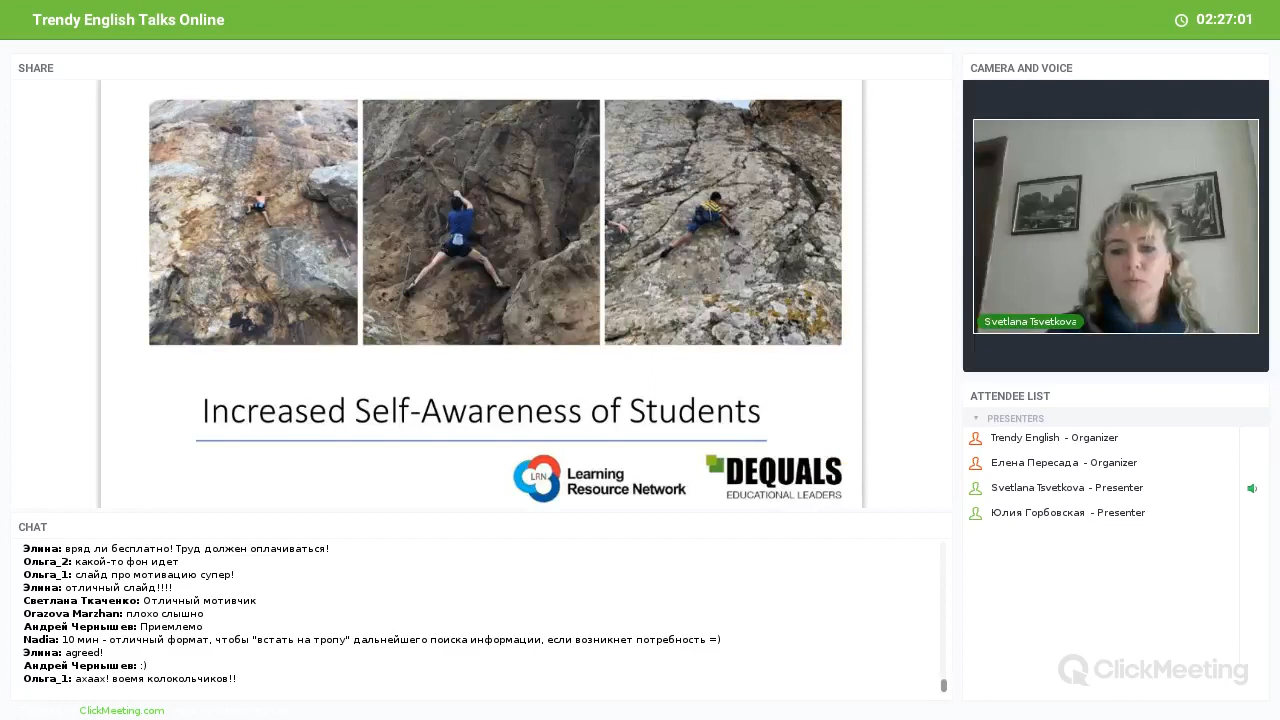 Trendy English Talks Online
02:27:01
SHARE
Increased Self-Awareness of Students
LRN
Learning
Resource Network
DEQUALS
EDUCATIONAL LEADERS
CAMERA AND VOICE
Svetlana Tsvetkova
ATTENDEE LIST
PRESENTERS
Trendy English - Organizer
Елена Пересада - Organizer
Svetlana Tsvetkova - Presenter
Юлия Горбовская - Presenter
CHAT
Элина: вряд ли бесплатно! Труд должен оплачиваться!
Ольга_2: какой-то фон идет
Ольга_1: слайд про мотивацию супер!
Элина: отличный слайд!!!!
Светлана Ткаченко: Отличный мотивчик
Orazova Marzhan: плохо слышно
Андрей Чернышев: Приемлемо
Nadia: 10 мин - отличный формат, чтобы "встать на тропу" дальнейшего поиска информации, если возникнет потребность =)
Элина: agreed!
Андрей Чернышев: :)
Ольга_1: ахаах! воемя колокольчиков!!
ClickMeeting
ClickMeeting.com